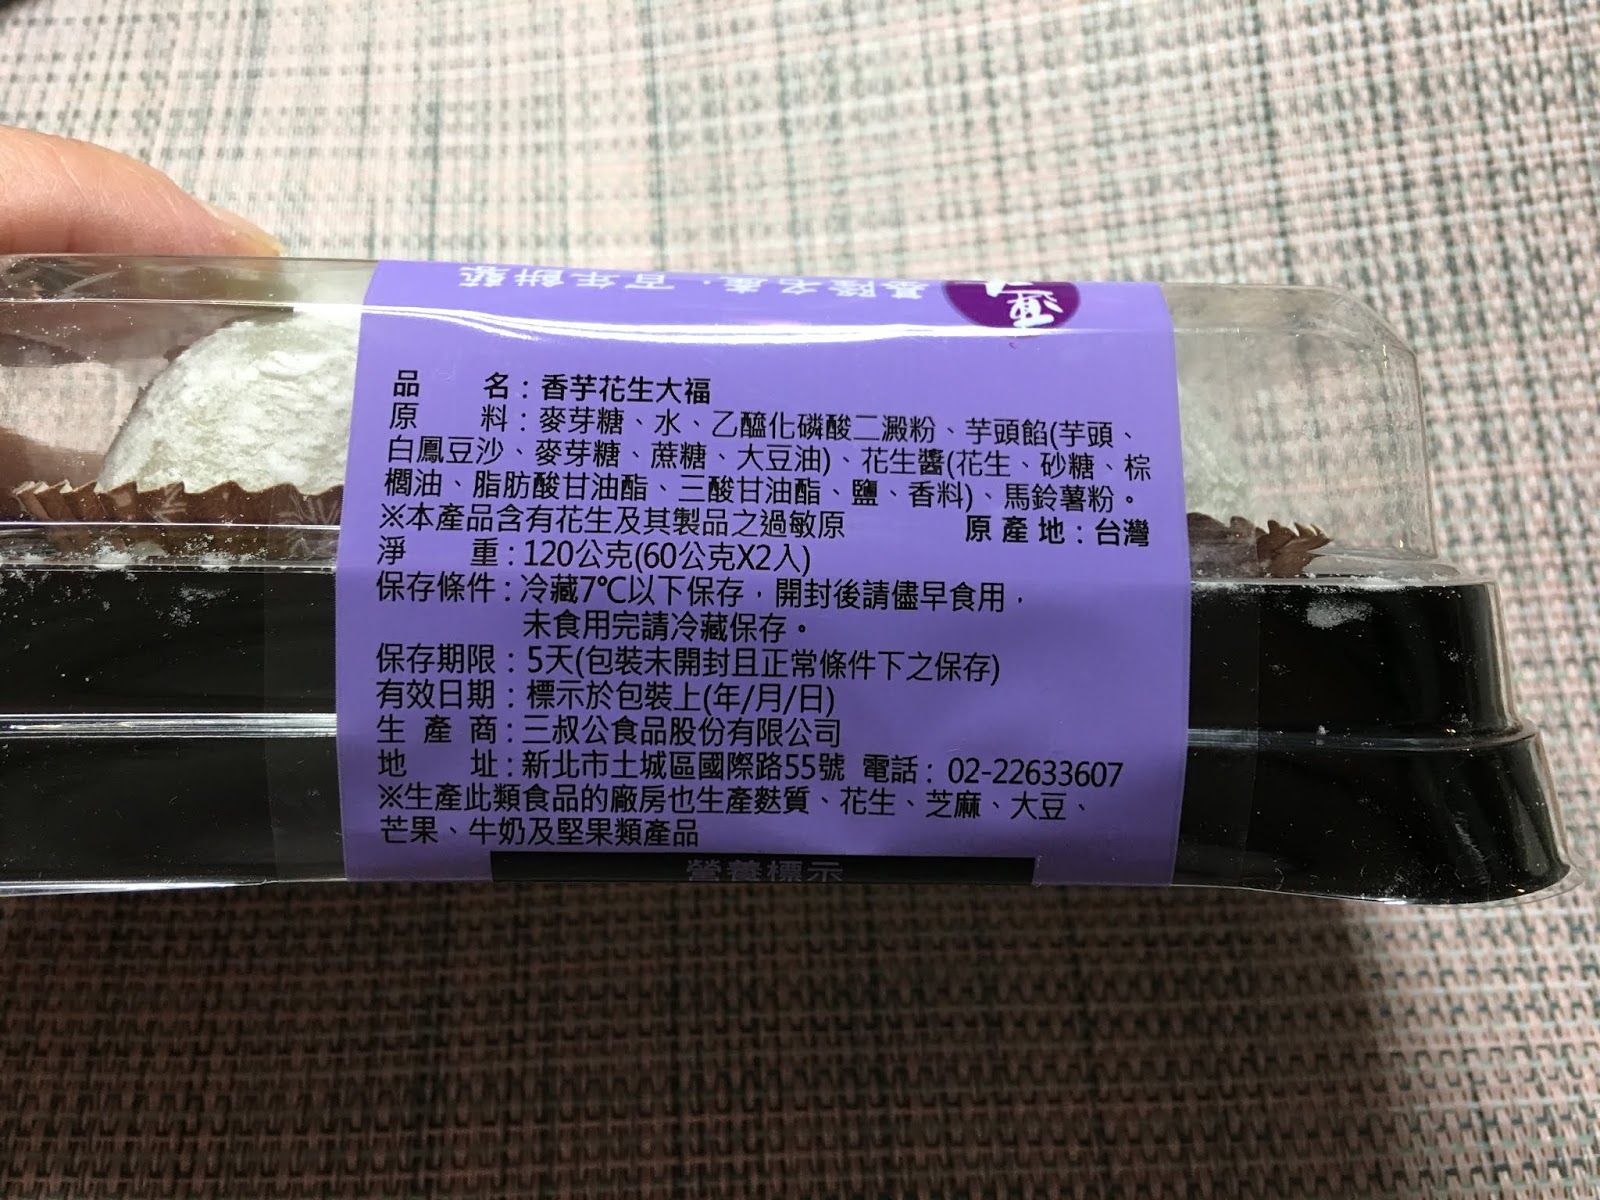 基隆名產．百年餅藝
品　　名：香芋花生大福
原　　料：麥芽糖、水、乙醯化磷酸二澱粉、芋頭餡(芋頭、
白鳳豆沙、麥芽糖、蔗糖、大豆油)、花生醬(花生、砂糖、棕
櫚油、脂肪酸甘油酯、三酸甘油酯、鹽、香料)、馬鈴薯粉。
※本產品含有花生及其製品之過敏原　　原產地：台灣
淨　　重：120公克(60公克X2入)
保存條件：冷藏7℃以下保存，開封後請儘早食用，
未食用完請冷藏保存。
保存期限：5天(包裝未開封且正常條件下之保存)
有效日期：標示於包裝上(年/月/日)
生 產 商：三叔公食品股份有限公司
地　　址：新北市土城區國際路55號 電話：02-22633607
※生產此類食品的廠房也生產麩質、花生、芝麻、大豆、
芒果、牛奶及堅果類產品
營養標示